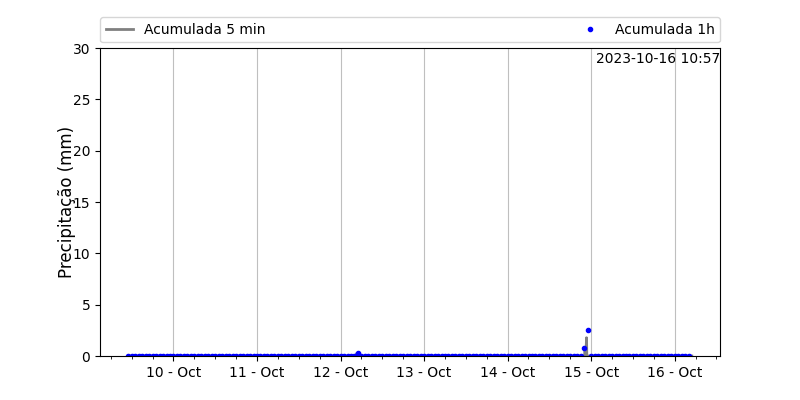 Acumulada 5 min
Acumulada 1h
2023-10-16 10:57
Precipitação (mm)
30
25
20
15
10
5
0
10 - Oct
11 - Oct
12 - Oct
13 - Oct
14 - Oct
15 - Oct
16 - Oct